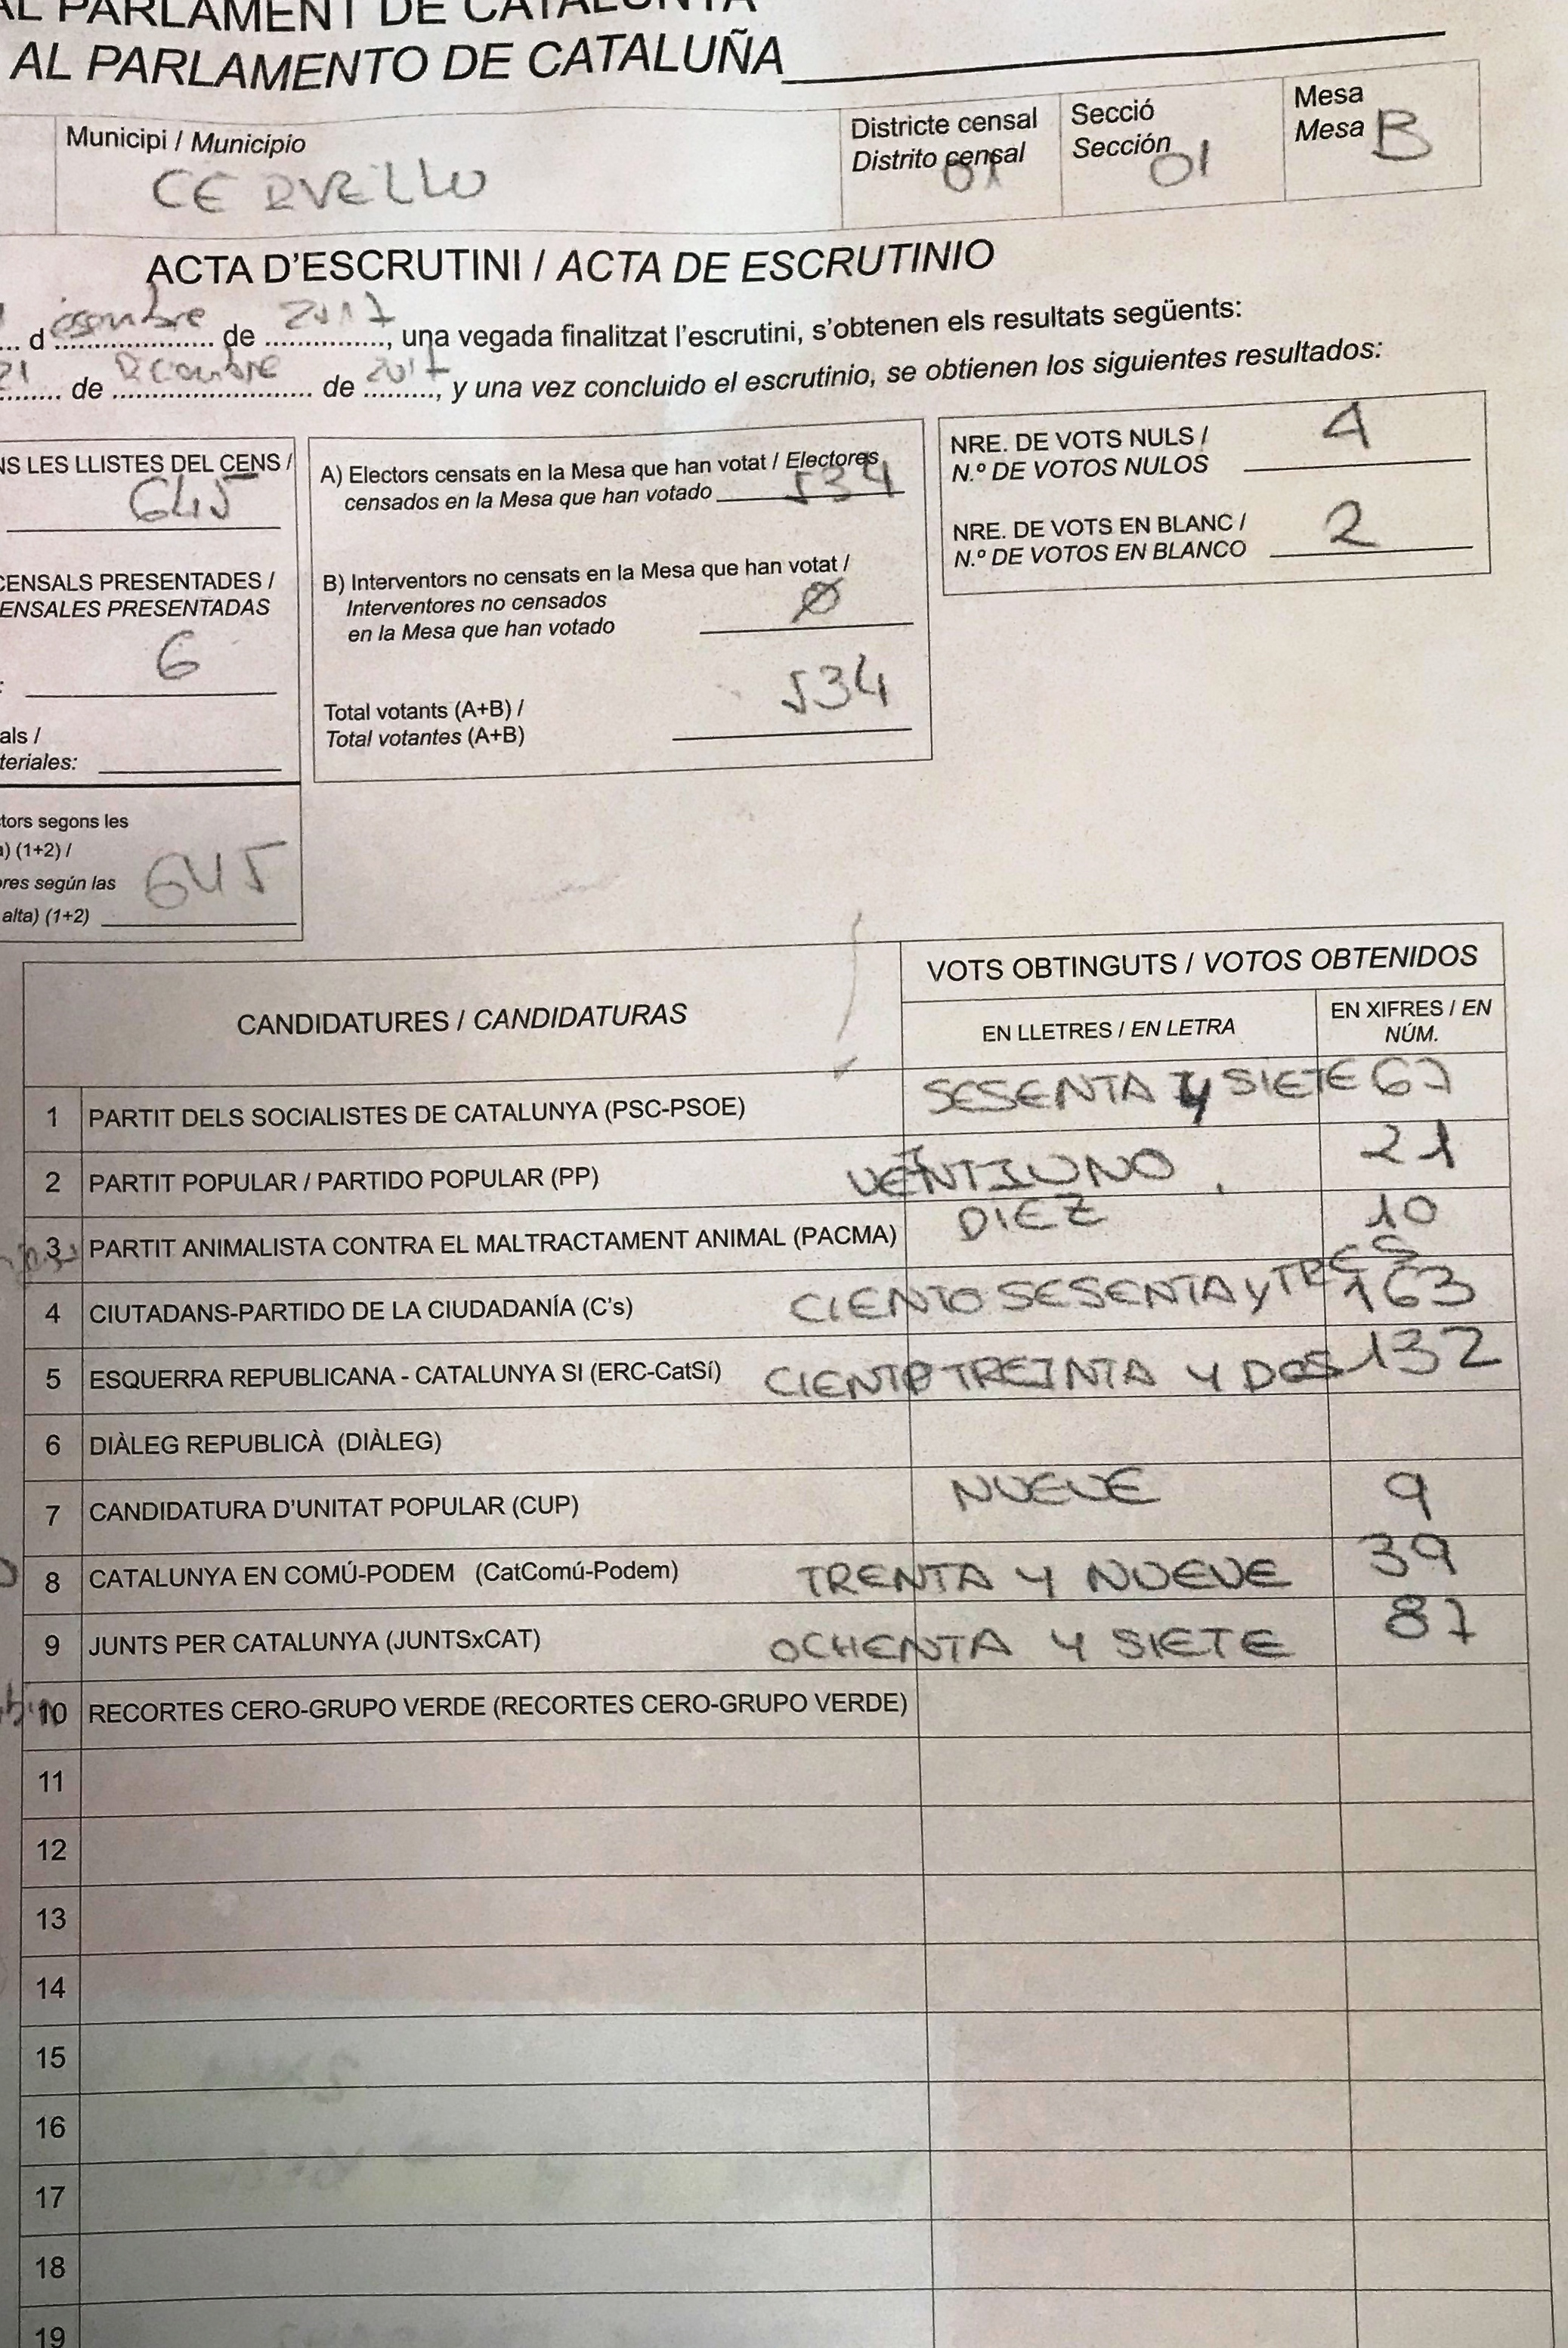 AL PARLAMENT DE CATALUNYA
AL PARLAMENTO DE CATALUÑA
Municipi / Municipio
CERVELLO
Districte censal
Distrito censal
01
Secció
Sección
01
Mesa
Mesa B
ACTA D'ESCRUTINI / ACTA DE ESCRUTINIO
... d esembre de 2017, una vegada finalitzat l'escrutini, s'obtenen els resultats següents:
21 de Diciembre de 2017, y una vez concluido el escrutinio, se obtienen los siguientes resultados:
NS LES LLISTES DEL CENS /
645
CENSALS PRESENTADES /
ENSALES PRESENTADAS
6
als /
teriales:
tors segons les
a) (1+2) /
ores según las
alta) (1+2)
645
A) Electors censats en la Mesa que han votat / Electores
censados en la Mesa que han votado 534
B) Interventors no censats en la Mesa que han votat /
Interventores no censados
en la Mesa que han votado
Ø
Total votants (A+B) /
Total votantes (A+B)
534
NRE. DE VOTS NULS /
N.º DE VOTOS NULOS
4
NRE. DE VOTS EN BLANC /
N.º DE VOTOS EN BLANCO
2
CANDIDATURES / CANDIDATURAS
VOTS OBTINGUTS / VOTOS OBTENIDOS
EN LLETRES / EN LETRA
EN XIFRES / EN
NÚM.
1 PARTIT DELS SOCIALISTES DE CATALUNYA (PSC-PSOE) SESENTA Y SIETE 67
2 PARTIT POPULAR / PARTIDO POPULAR (PP) VENTIUNO 21
3 PARTIT ANIMALISTA CONTRA EL MALTRACTAMENT ANIMAL (PACMA) DIEZ 10
4 CIUTADANS-PARTIDO DE LA CIUDADANÍA (C's) CIENTO SESENTA Y TRES 163
5 ESQUERRA REPUBLICANA - CATALUNYA SI (ERC-CatSí) CIENTO TREINTA Y DOS 132
6 DIÀLEG REPUBLICÀ (DIÀLEG)
7 CANDIDATURA D'UNITAT POPULAR (CUP) NUEVE 9
8 CATALUNYA EN COMÚ-PODEM (CatComú-Podem) TRENTA Y NUEVE 39
9 JUNTS PER CATALUNYA (JUNTSxCAT) OCHENTA Y SIETE 87
10 RECORTES CERO-GRUPO VERDE (RECORTES CERO-GRUPO VERDE)
11
12
13
14
15
16
17
18
19